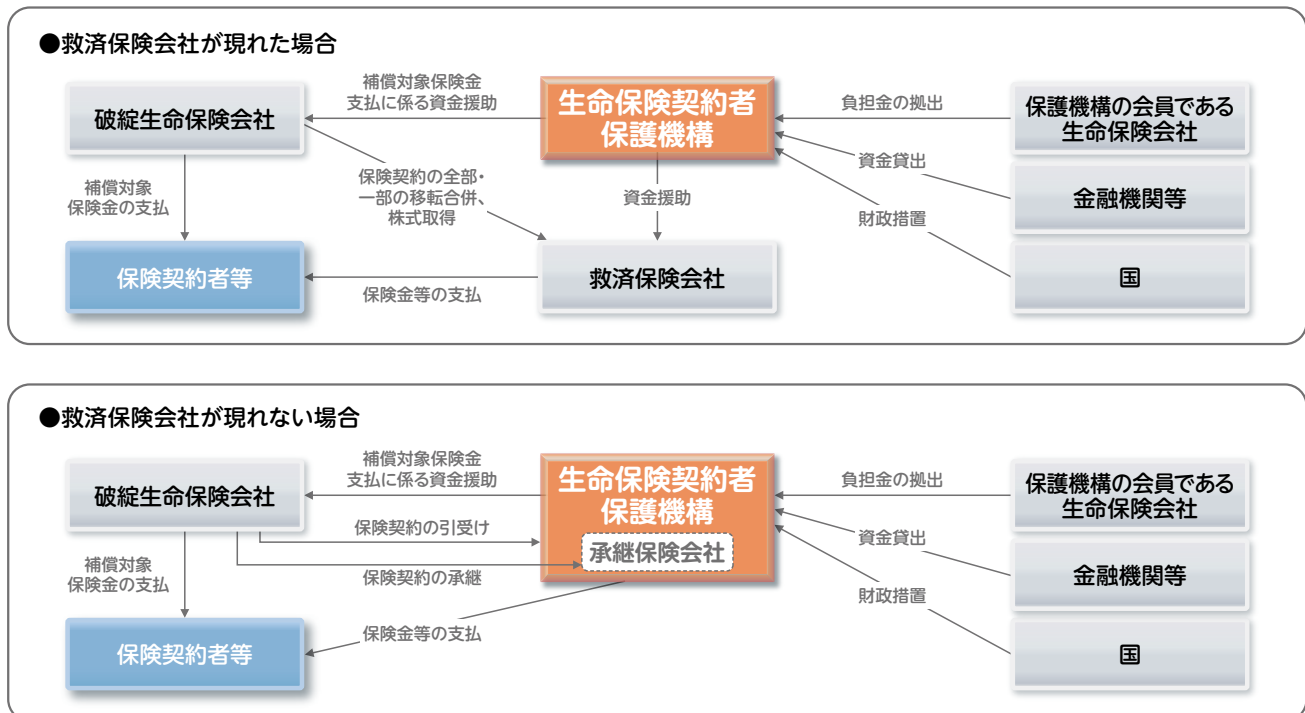 ●救済保険会社が現れた場合
補償対象保険金
支払に係る資金援助
破綻生命保険会社
生命保険契約者
保護機構
負担金の拠出
保護機構の会員である
生命保険会社
資金貸出
補償対象
保険金の支払
保険契約の全部・
一部の移転合併、
株式取得
資金援助
金融機関等
財政措置
保険契約者等
保険金等の支払
救済保険会社
国
●救済保険会社が現れない場合
補償対象保険金
支払に係る資金援助
破綻生命保険会社
生命保険契約者
保護機構
承継保険会社
負担金の拠出
保護機構の会員である
生命保険会社
保険契約の引受け
資金貸出
補償対象
保険金の支払
保険契約の承継
金融機関等
財政措置
保険契約者等
保険金等の支払
国